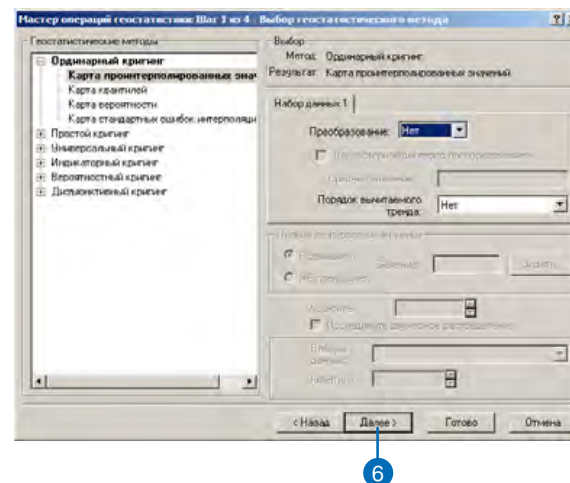 Мастер операций геостатистики: Шаг 1 из 4 - Выбор геостатистического метода
Геостатистические методы
Ординарный кригинг
Карта проинтерполированных знач
Карта квантилей
Карта вероятности
Карта стандартных ошибок интерполяци
Простой кригинг
Универсальный кригинг
Индикаторный кригинг
Вероятностный кригинг
Дизъюнктивный кригинг
Выбор
Метод: Ординарный кригинг
Результат: Карта проинтерполированных значений
Набор данных 1
Преобразование: Нет
Порядок вычитаемого тренда: Нет
< Назад
Далее >
Готово
Отмена
6